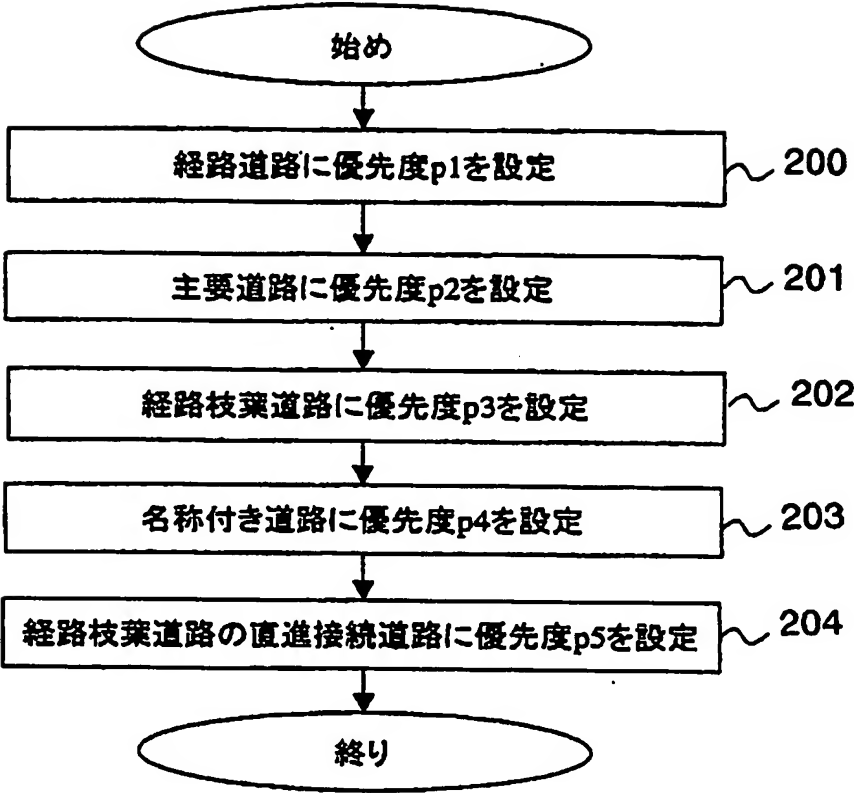 始め
経路道路に優先度p1を設定
200
主要道路に優先度p2を設定
201
経路枝葉道路に優先度p3を設定
202
名称付き道路に優先度p4を設定
203
経路枝葉道路の直進接続道路に優先度p5を設定
204
終り